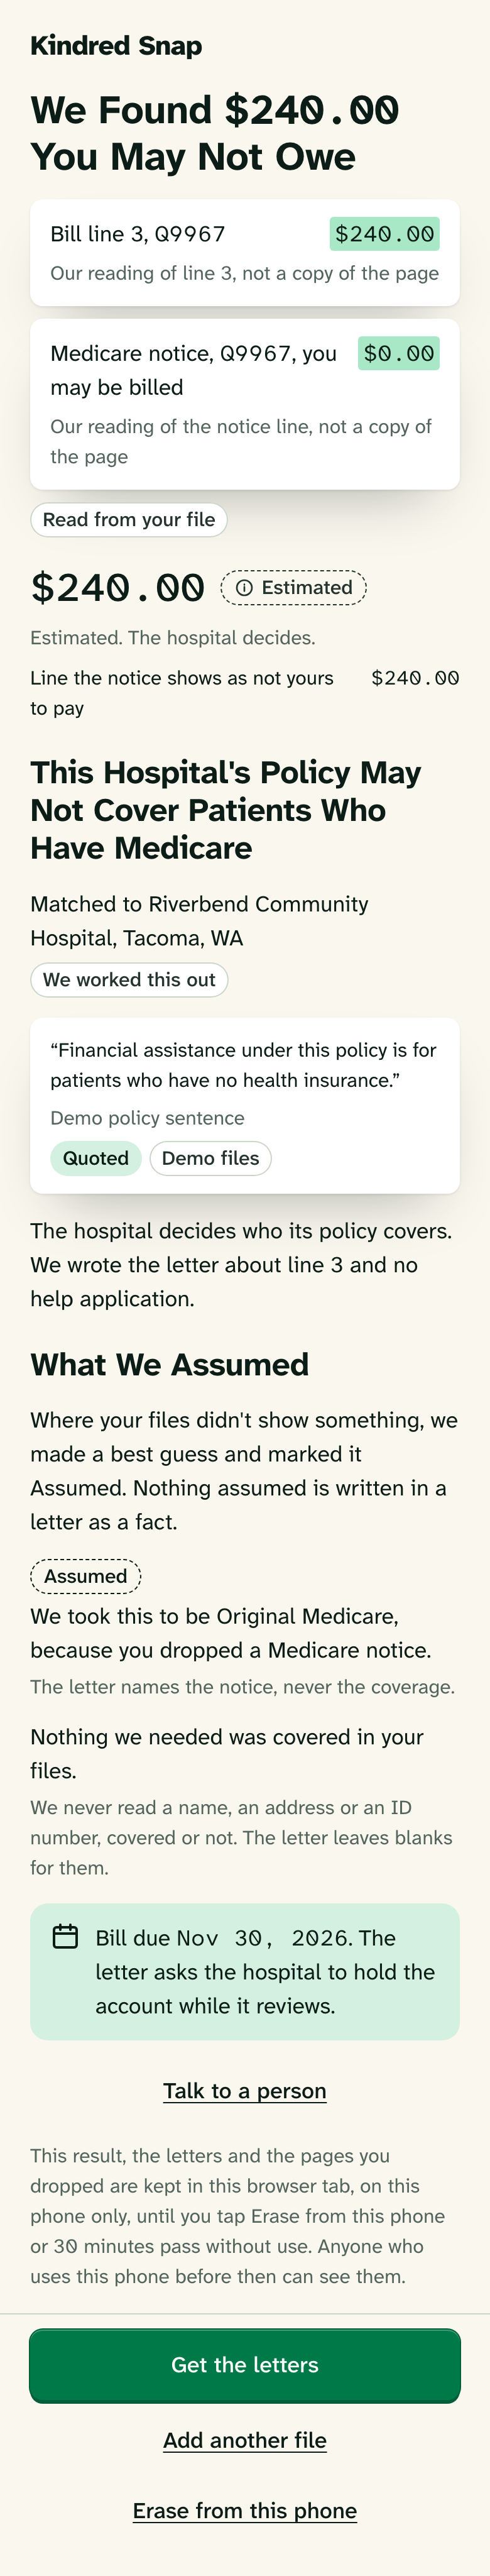 Kindred Snap
We Found $240.00
You May Not Owe
Bill line 3, Q9967 $240.00
Our reading of line 3, not a copy of the page
Medicare notice, Q9967, you $0.00
may be billed
Our reading of the notice line, not a copy of
the page
Read from your file
$240.00 Estimated
Estimated. The hospital decides.
Line the notice shows as not yours $240.00
to pay
This Hospital's Policy May
Not Cover Patients Who
Have Medicare
Matched to Riverbend Community
Hospital, Tacoma, WA
We worked this out
“Financial assistance under this policy is for
patients who have no health insurance.”
Demo policy sentence
Quoted Demo files
The hospital decides who its policy covers.
We wrote the letter about line 3 and no
help application.
What We Assumed
Where your files didn't show something, we
made a best guess and marked it
Assumed. Nothing assumed is written in a
letter as a fact.
Assumed
We took this to be Original Medicare,
because you dropped a Medicare notice.
The letter names the notice, never the coverage.
Nothing we needed was covered in your
files.
We never read a name, an address or an ID
number, covered or not. The letter leaves blanks
for them.
Bill due Nov 30, 2026. The
letter asks the hospital to hold the
account while it reviews.
Talk to a person
This result, the letters and the pages you
dropped are kept in this browser tab, on this
phone only, until you tap Erase from this phone
or 30 minutes pass without use. Anyone who
uses this phone before then can see them.
Get the letters
Add another file
Erase from this phone